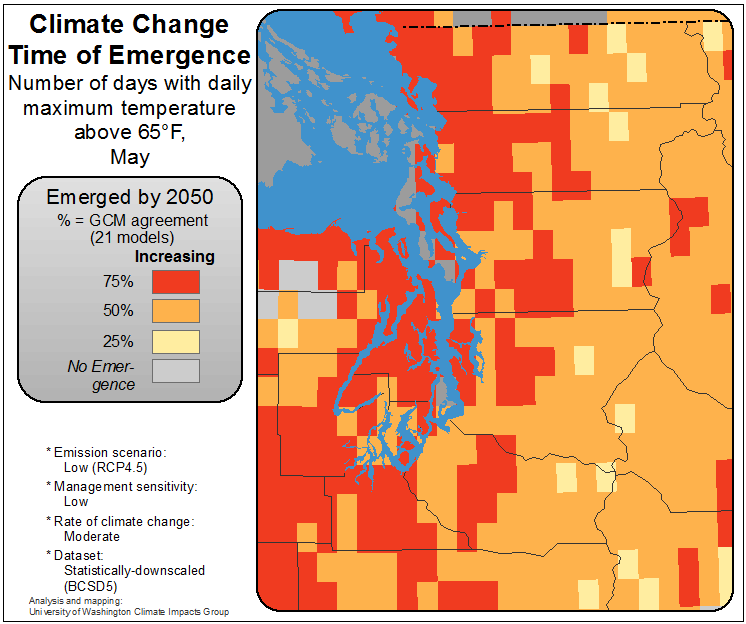 Climate Change
Time of Emergence
Number of days with daily
maximum temperature
above 65°F,
May
Emerged by 2050
% = GCM agreement
(21 models)
Increasing
75%
50%
25%
No Emer-
gence
* Emission scenario:
Low (RCP4.5)
* Management sensitivity:
Low
* Rate of climate change:
Moderate
* Dataset:
Statistically-downscaled
(BCSD5)
Analysis and mapping:
University of Washington Climate Impacts Group